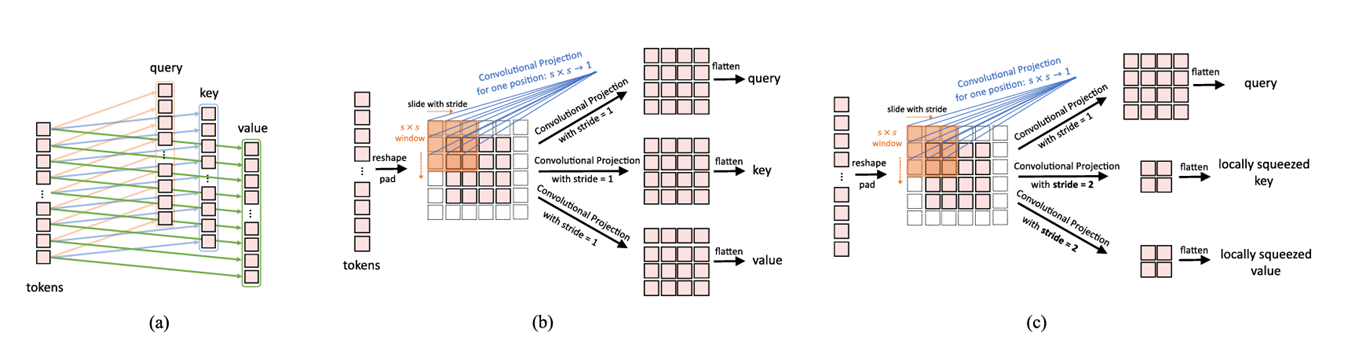 query
key
value
tokens
(a)
Convolutional Projection
for one position: s × s → 1
slide with stride
s × s
window
reshape
pad
tokens
Convolutional Projection
with stride = 1
flatten
query
Convolutional Projection
with stride = 1
flatten
key
Convolutional Projection
with stride = 1
flatten
value
(b)
Convolutional Projection
for one position: s × s → 1
slide with stride
s × s
window
reshape
pad
Convolutional Projection
with stride = 1
flatten
query
Convolutional Projection
with stride = 2
flatten
locally squeezed
key
Convolutional Projection
with stride = 2
flatten
locally squeezed
value
(c)